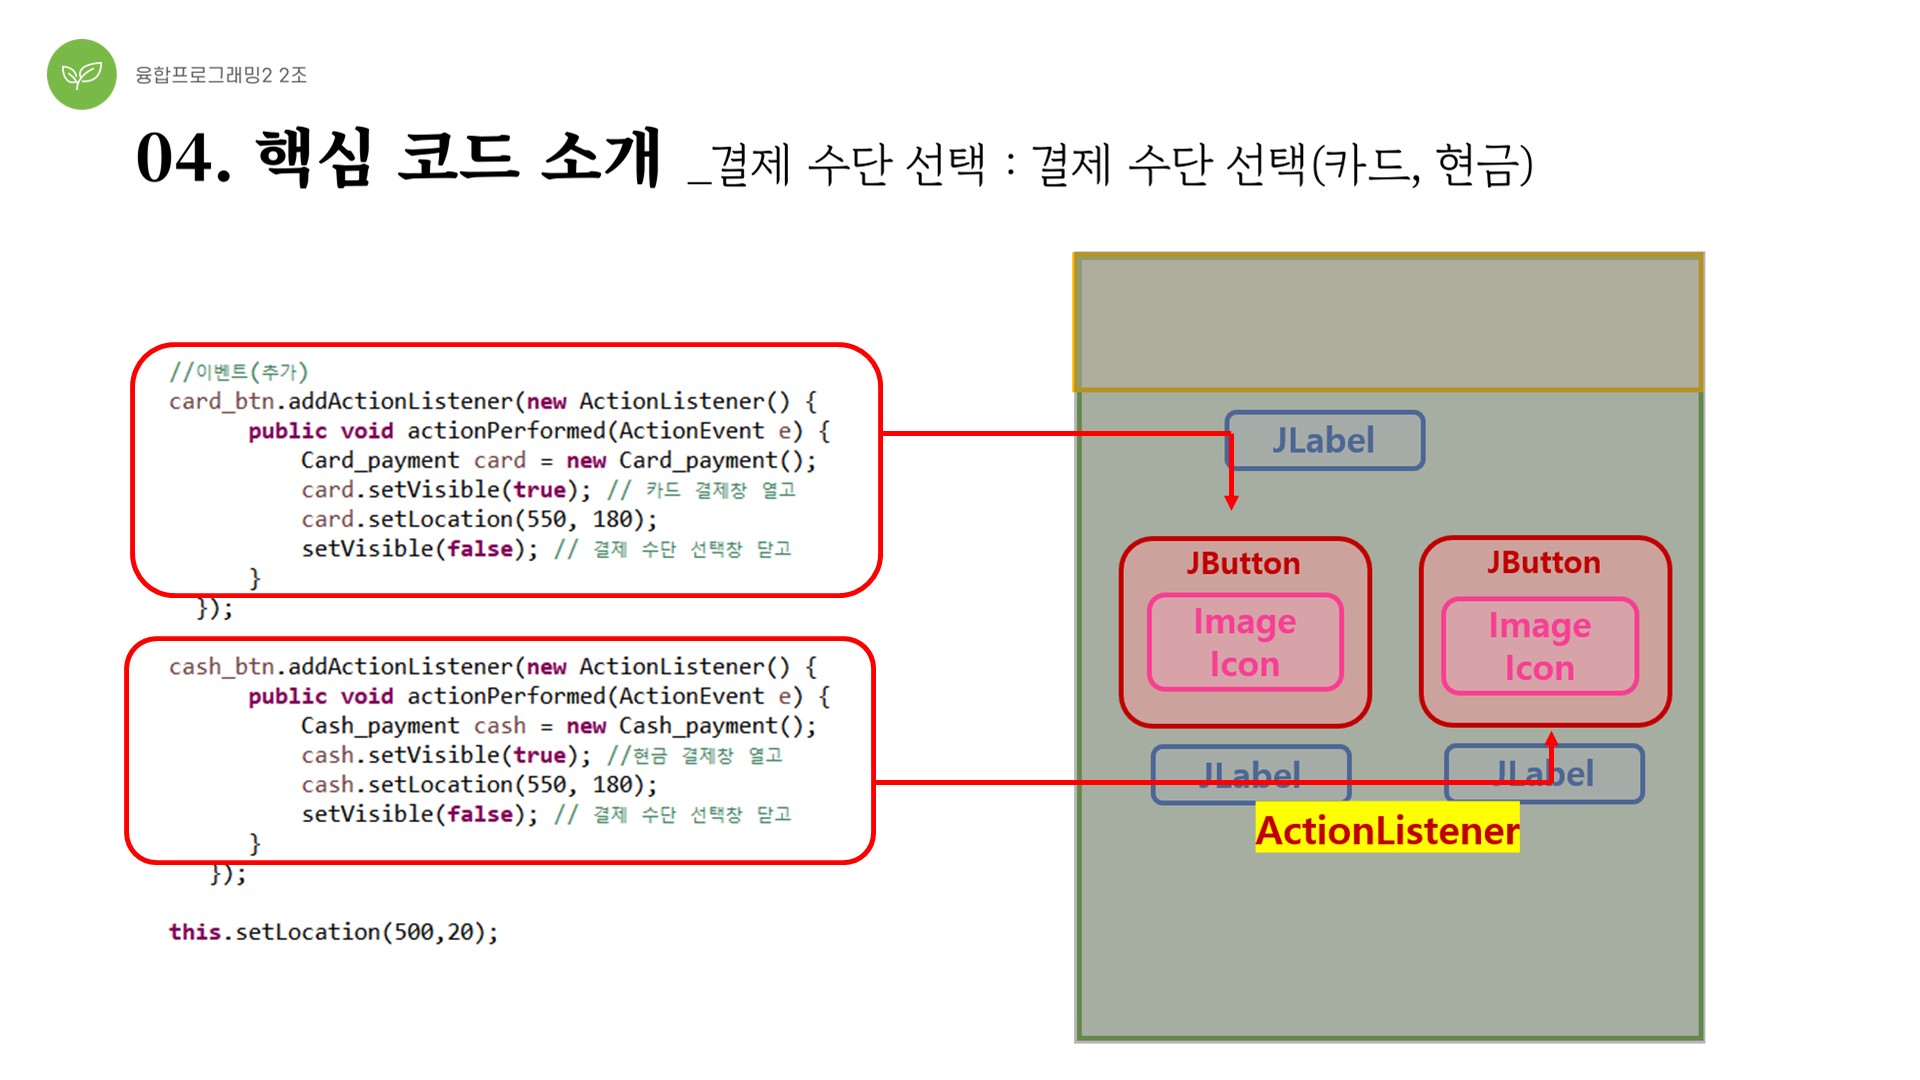 융합프로그래밍2 2조
04. 핵심 코드 소개 _결제 수단 선택 : 결제 수단 선택(카드, 현금)
//이벤트(추가)
card_btn.addActionListener(new ActionListener() {
public void actionPerformed(ActionEvent e) {
Card_payment card = new Card_payment();
card.setVisible(true); // 카드 결제창 열고
card.setLocation(550, 180);
setVisible(false); // 결제 수단 선택창 닫고
}
});
cash_btn.addActionListener(new ActionListener() {
public void actionPerformed(ActionEvent e) {
Cash_payment cash = new Cash_payment();
cash.setVisible(true); //현금 결제창 열고
cash.setLocation(550, 180);
setVisible(false); // 결제 수단 선택창 닫고
}
});
this.setLocation(500,20);
JLabel
JButton
Image
Icon
JButton
Image
Icon
JLabel
JLabel
ActionListener